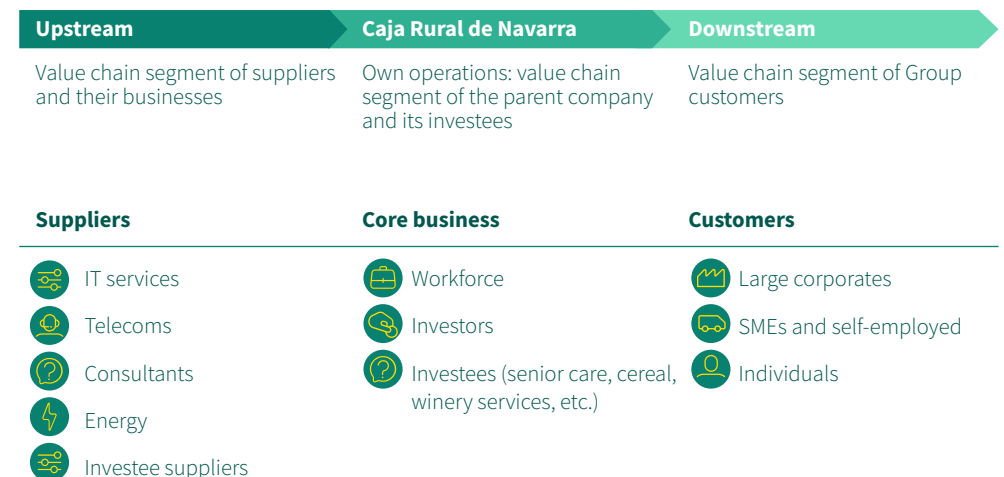 Upstream
Caja Rural de Navarra
Downstream
Value chain segment of suppliers
and their businesses
Own operations: value chain
segment of the parent company
and its investees
Value chain segment of Group
customers
Suppliers
IT services
Telecoms
Consultants
Energy
Investee suppliers
Core business
Workforce
Investors
Investees (senior care, cereal,
winery services, etc.)
Customers
Large corporates
SMEs and self-employed
Individuals